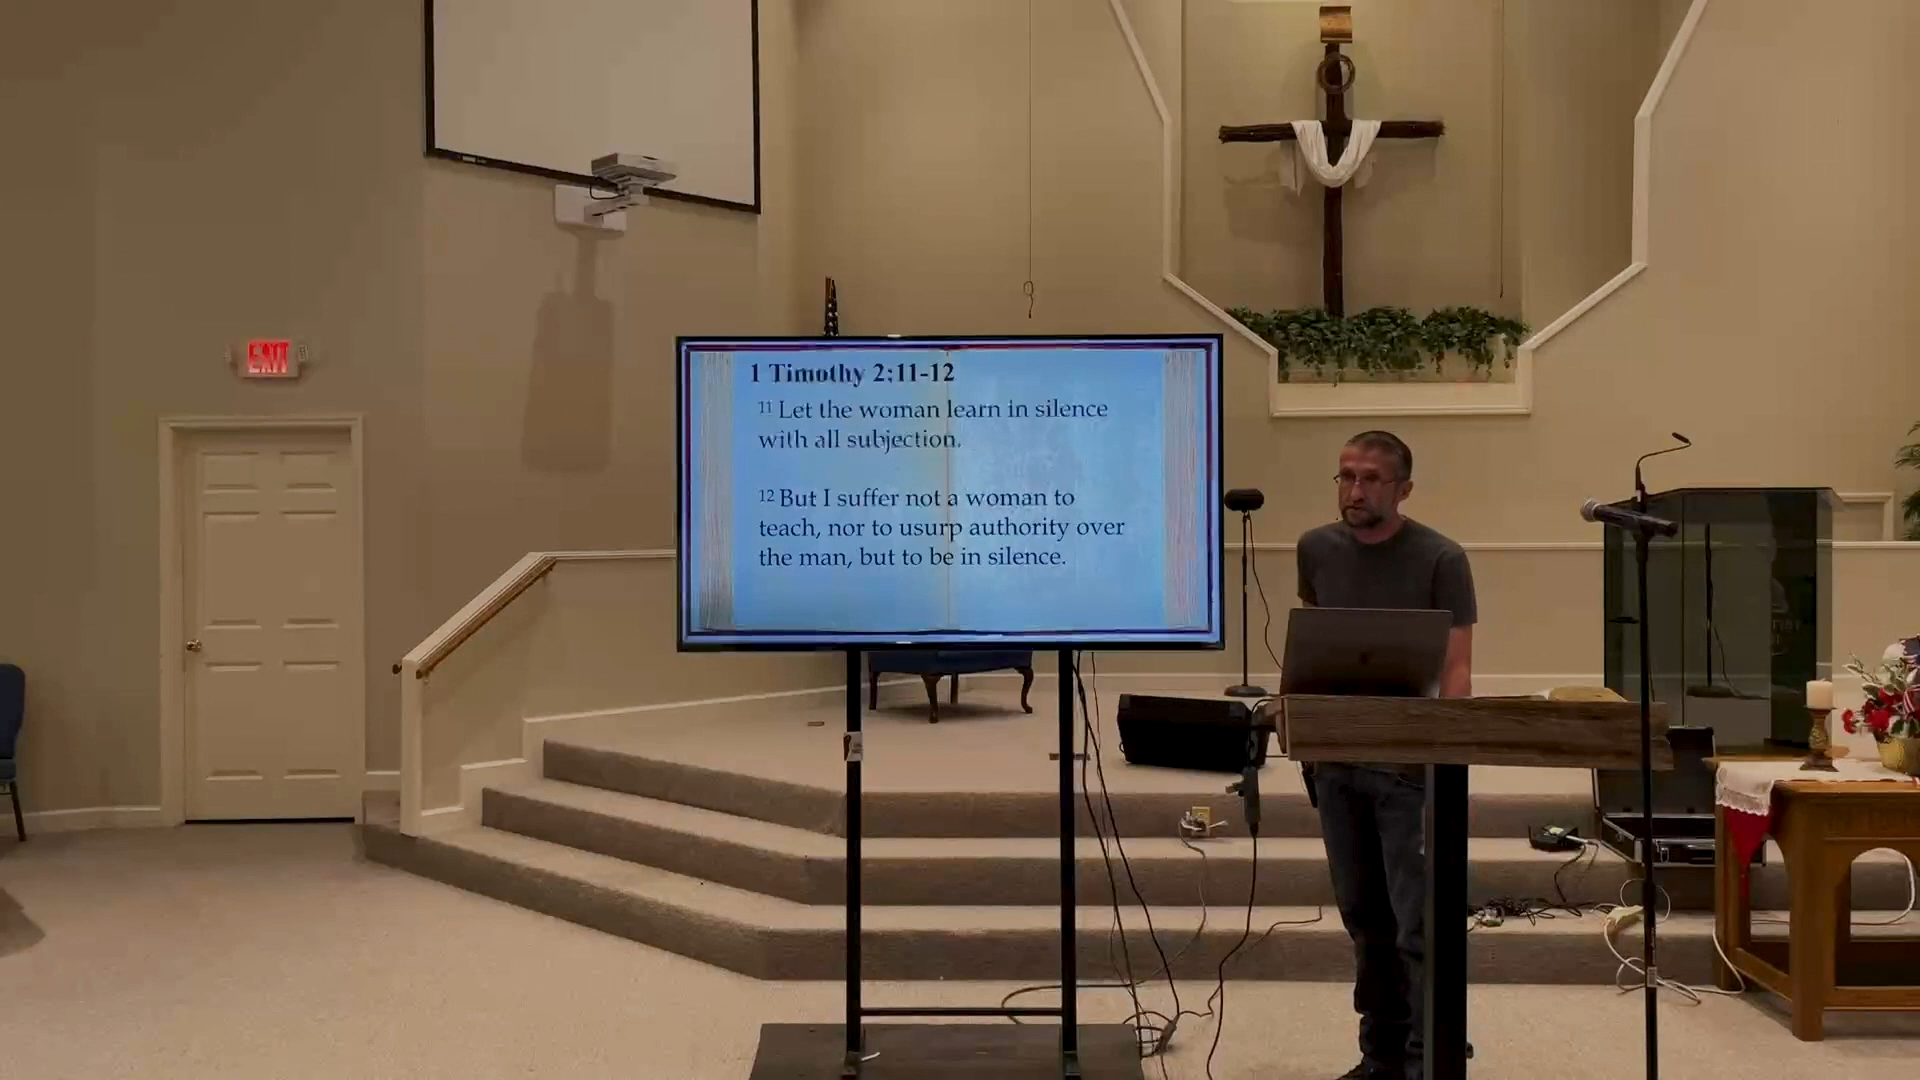 EXIT
1 Timothy 2:11-12
11 Let the woman learn in silence
with all subjection.
12 But I suffer not a woman to
teach, nor to usurp authority over
the man, but to be in silence.